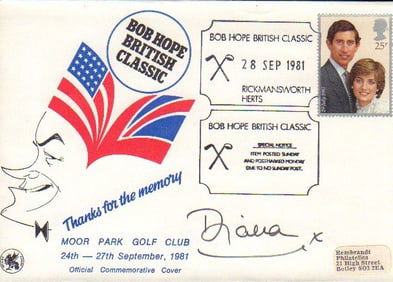 BOB HOPE
BRITISH
CLASSIC
BOB HOPE BRITISH CLASSIC
28 SEP 1981
RICKMANSWORTH
HERTS
25p
BOB HOPE BRITISH CLASSIC
SPECIAL NOTICE
ITEM POSTED SUNDAY
AND POSTMARKED MONDAY
DUE TO NO SUNDAY POST.
Thanks for the memory
MOOR PARK GOLF CLUB
24th — 27th September, 1981
Official Commemorative Cover
Diana x
Rembrandt
Philatelics
21 High Street
Botley SO3 2EA